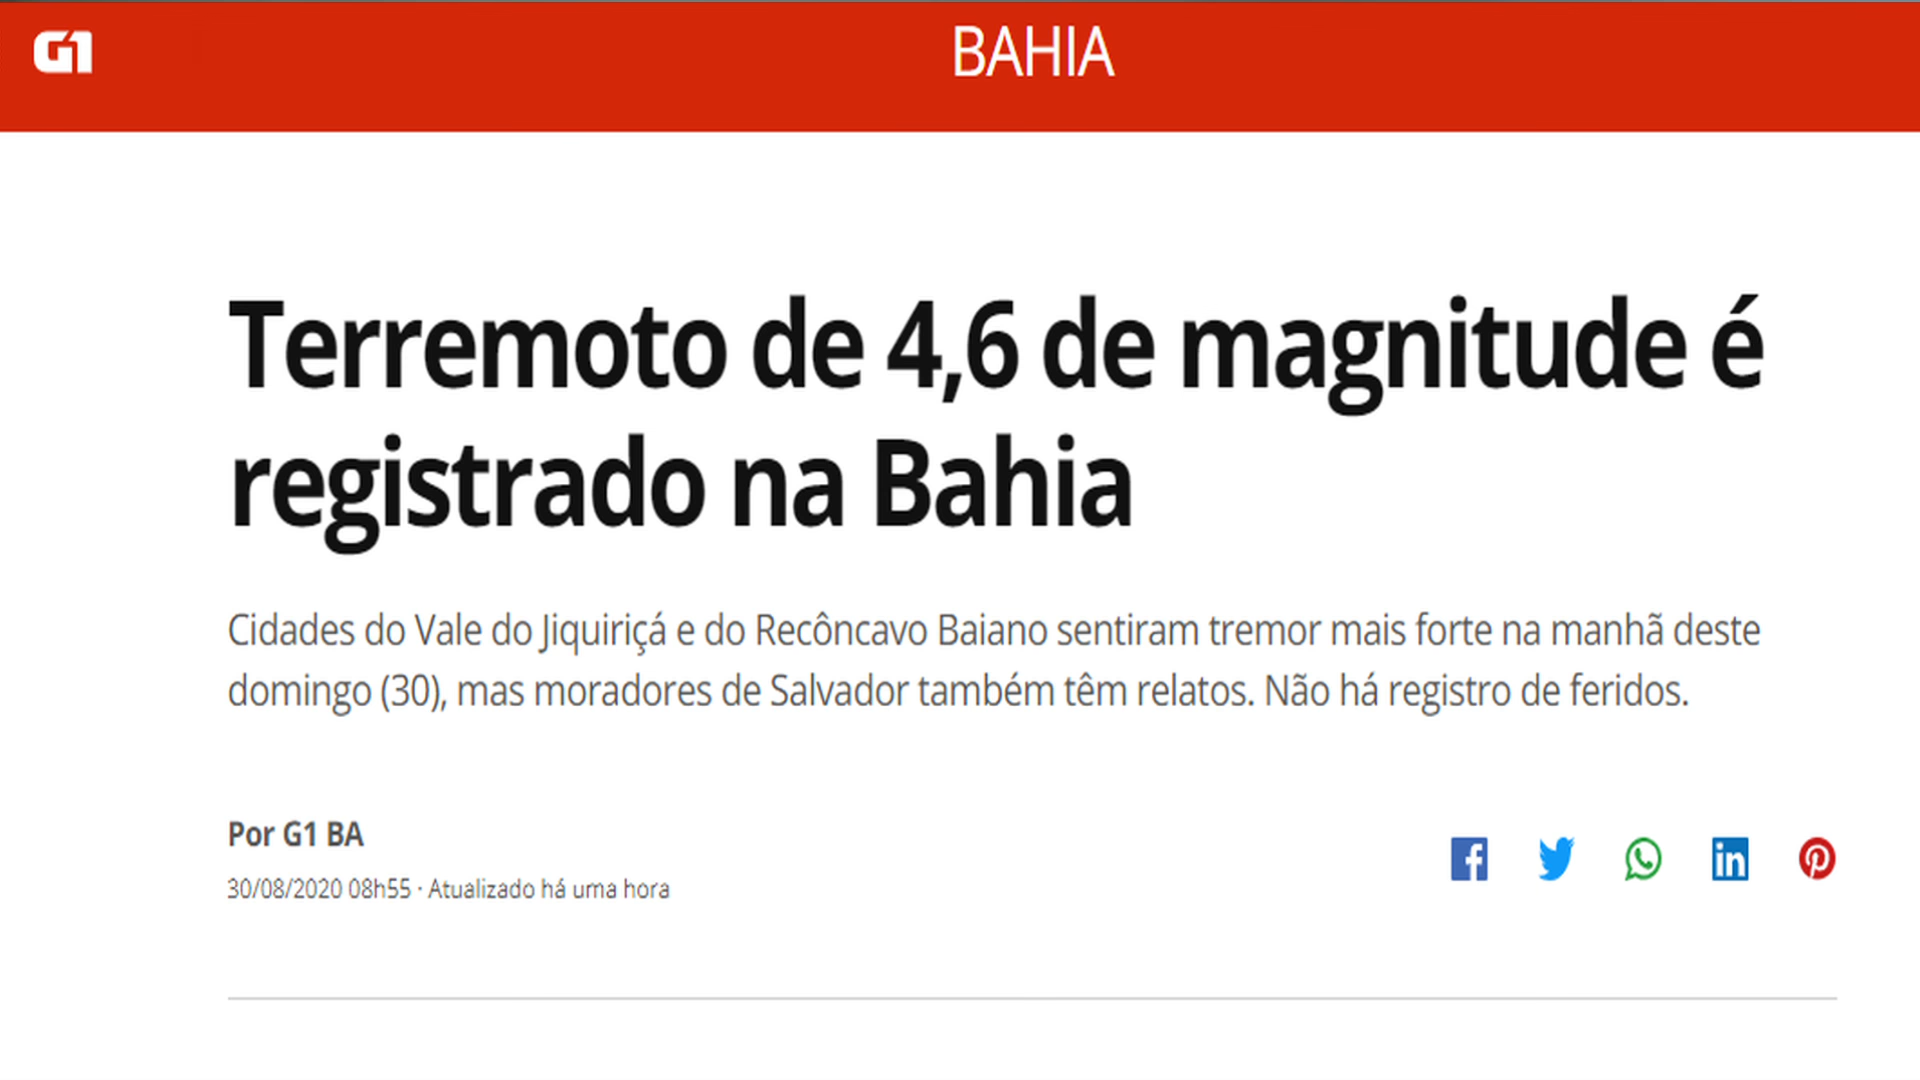 G1
BAHIA
Terremoto de 4,6 de magnitude é
registrado na Bahia
Cidades do Vale do Jiquiriçá e do Recôncavo Baiano sentiram tremor mais forte na manhã deste
domingo (30), mas moradores de Salvador também têm relatos. Não há registro de feridos.
Por G1 BA
30/08/2020 08h55 · Atualizado há uma hora